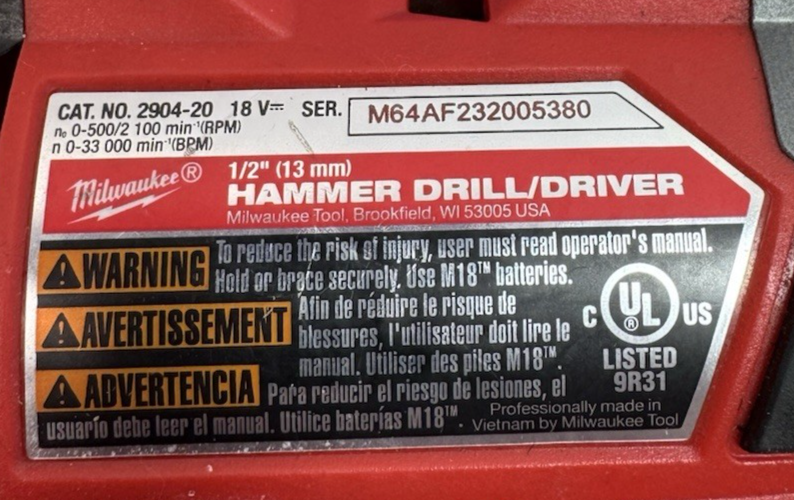 CAT. NO. 2904-20 18 V⎓ SER. M64AF232005380
n₀ 0-500/2 100 min⁻¹(RPM)
n 0-33 000 min⁻¹(BPM)
Milwaukee®
1/2" (13 mm)
HAMMER DRILL/DRIVER
Milwaukee Tool, Brookfield, WI 53005 USA
WARNING To reduce the risk of injury, user must read operator's manual.
Hold or brace securely. Use M18™ batteries.
AVERTISSEMENT Afin de réduire le risque de
blessures, l'utilisateur doit lire le
manual. Utiliser des piles M18™.
ADVERTENCIA Para reducir el riesgo de lesiones, el
usuario debe leer el manual. Utilice baterías M18™.
C UL® US
LISTED
9R31
Professionally made in
Vietnam by Milwaukee Tool